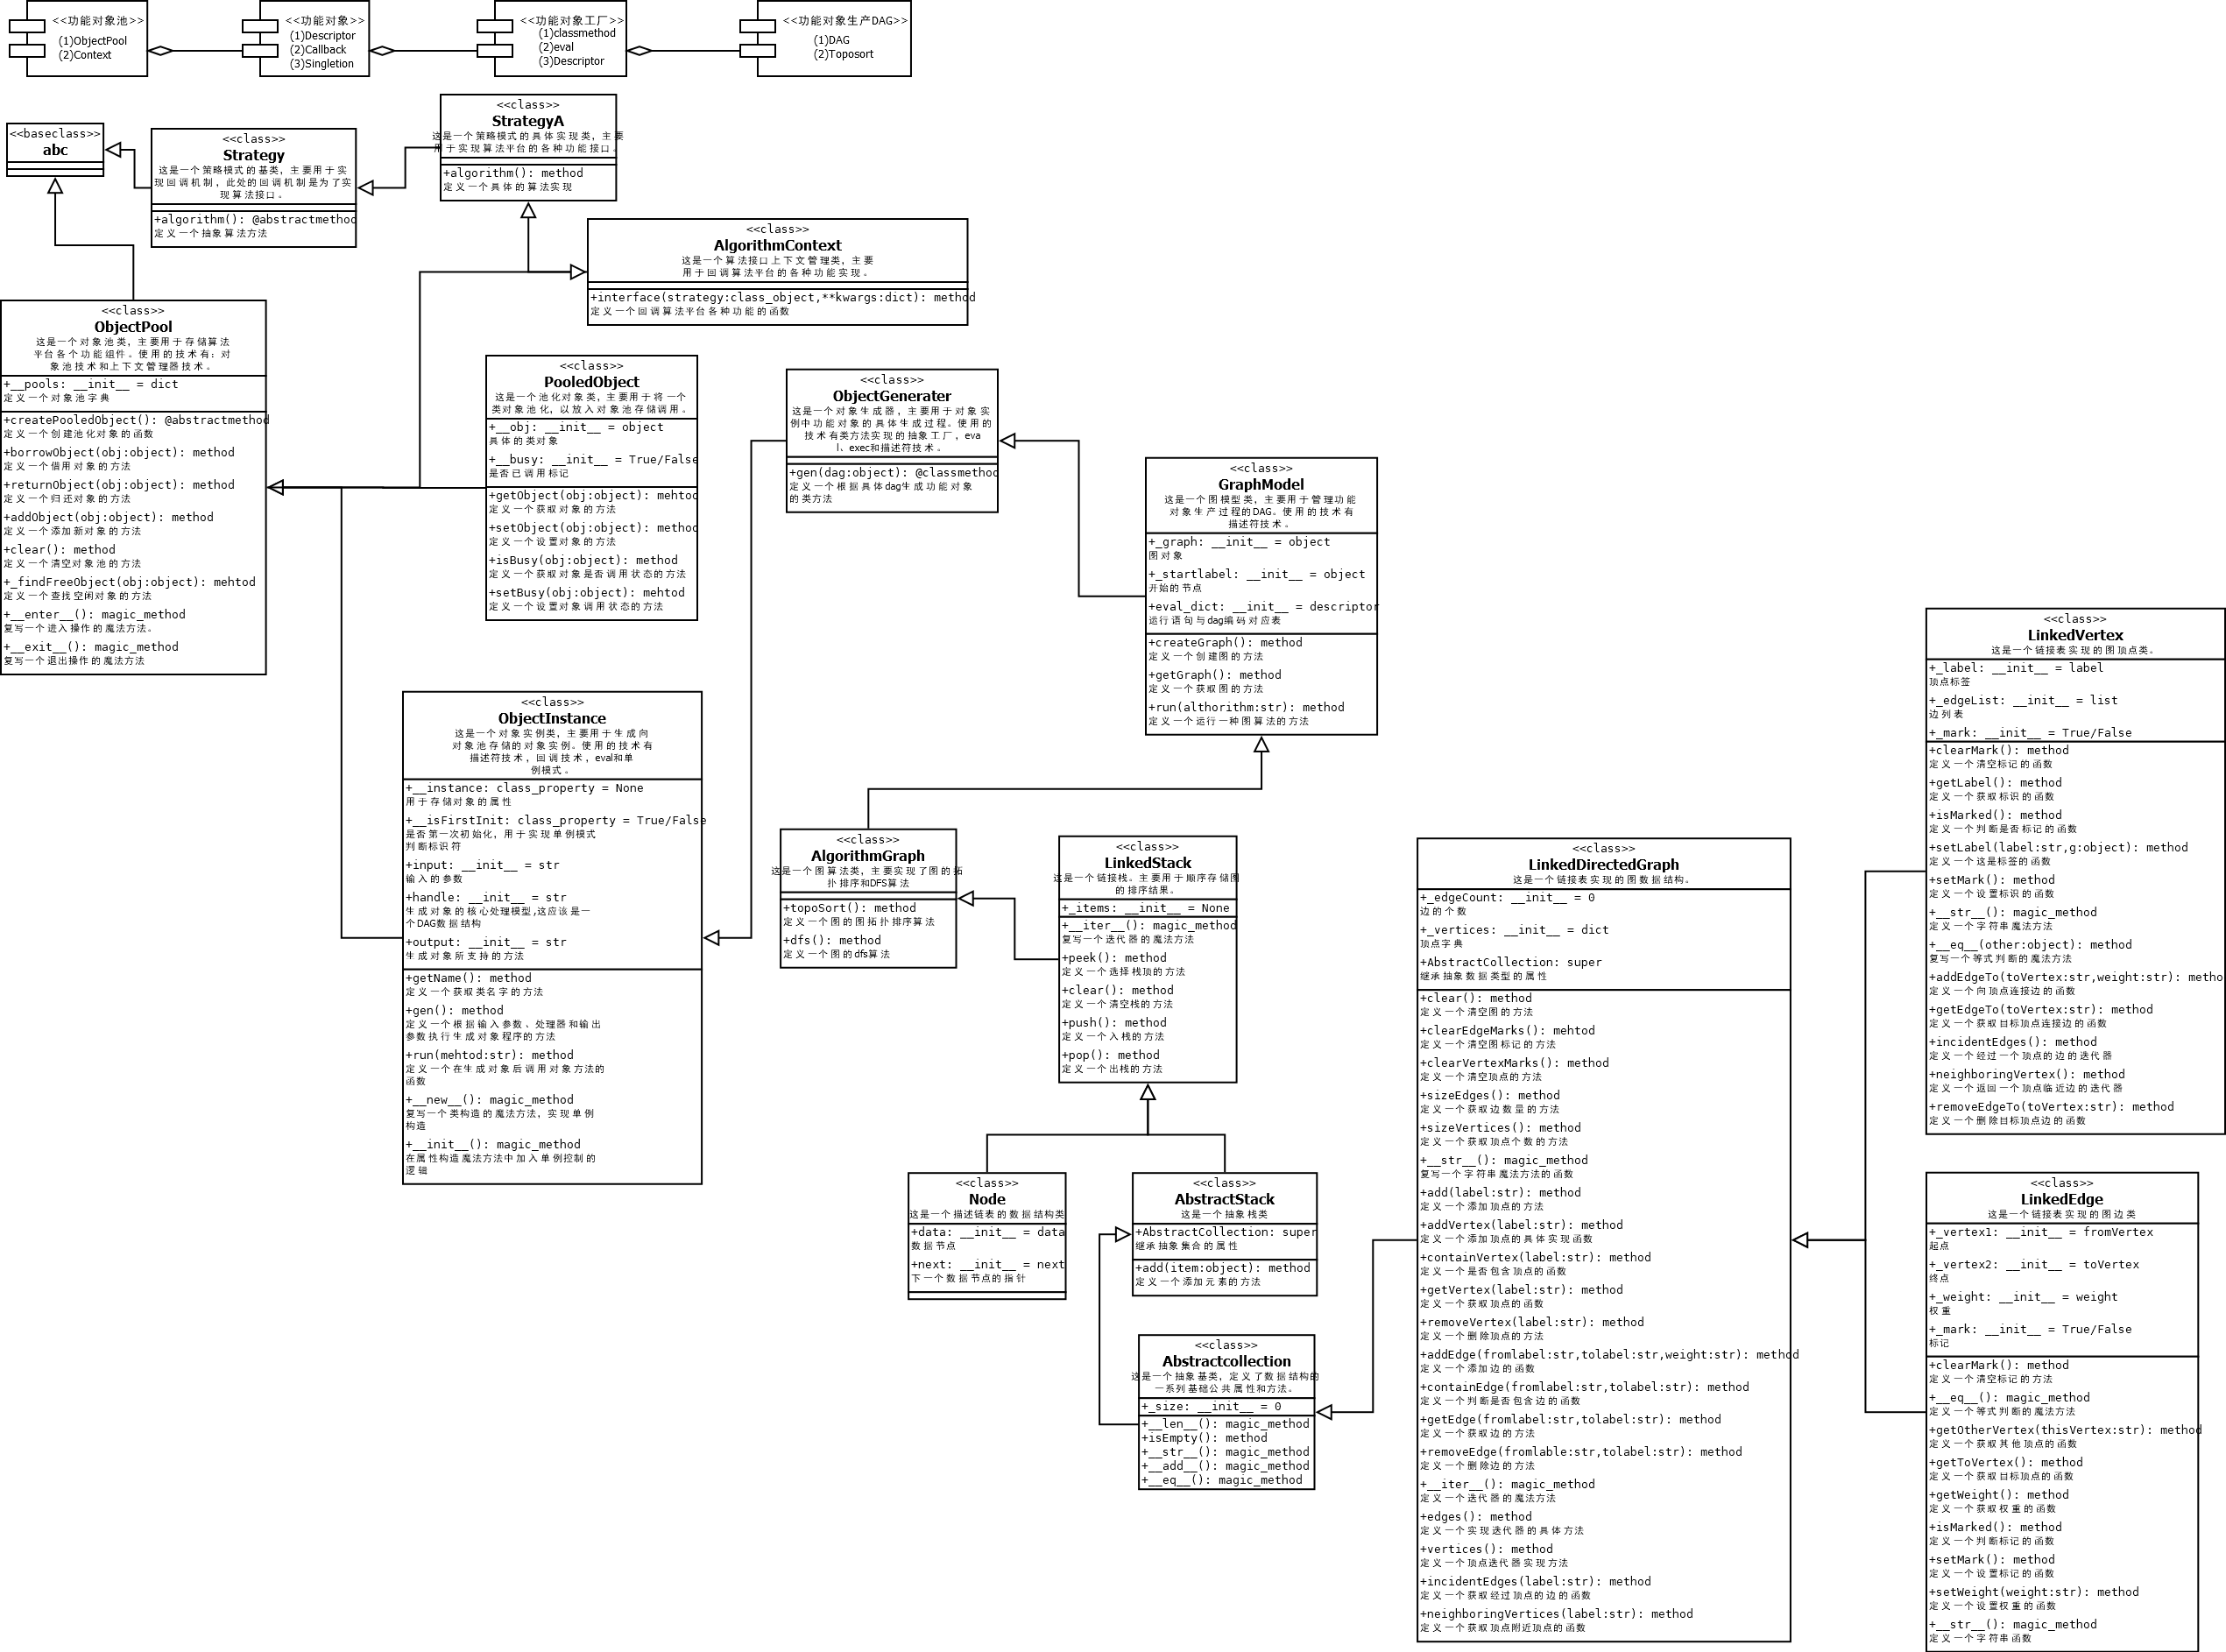 <<功能对象池>>
(1)ObjectPool
(2)Context
<<功能对象>>
(1)Descriptor
(2)Callback
(3)Singletion
<<功能对象工厂>>
(1)classmethod
(2)eval
(3)Descriptor
<<功能对象生产DAG>>
(1)DAG
(2)Toposort
<<baseclass>>
abc
<<class>>
Strategy
这是一个策略模式的基类，主要用于实
现回调机制，此处的回调机制是为了实
现算法接口。
+algorithm(): @abstractmethod
定义一个抽象算法方法
<<class>>
StrategyA
这是一个策略模式的具体实现类，主要
用于实现算法平台的各种功能接口。
+algorithm(): method
定义一个具体的算法实现
<<class>>
AlgorithmContext
这是一个算法接口上下文管理类，主要
用于回调算法平台的各种功能实现。
+interface(strategy:class_object,**kwargs:dict): method
定义一个回调算法平台各种功能的函数
<<class>>
ObjectPool
这是一个对象池类，主要用于存储算法
平台各个功能组件。使用的技术有：对
象池技术和上下文管理器技术。
+__pools: __init__ = dict
定义一个对象池字典
+createPooledObject(): @abstractmethod
定义一个创建池化对象的函数
+borrowObject(obj:object): method
定义一个借用对象的方法
+returnObject(obj:object): method
定义一个归还对象的方法
+addObject(obj:object): method
定义一个添加新对象的方法
+clear(): method
定义一个清空对象池的方法
+_findFreeObject(obj:object): mehtod
定义一个查找空闲对象的方法
+__enter__(): magic_method
复写一个进入操作的魔法方法。
+__exit__(): magic_method
复写一个退出操作的魔法方法
<<class>>
PooledObject
这是一个池化对象类，主要用于将一个
类对象池化，以放入对象池存储调用。
+__obj: __init__ = object
具体的类对象
+__busy: __init__ = True/False
是否已调用标记
+getObject(obj:object): mehtod
定义一个获取对象的方法
+setObject(obj:object): method
定义一个设置对象的方法
+isBusy(obj:object): method
定义一个获取对象是否调用状态的方法
+setBusy(obj:object): mehtod
定义一个设置对象调用状态的方法
<<class>>
ObjectGenerater
这是一个对象生成器，主要用于对象实
例中功能对象的具体生成过程。使用的
技术有类方法实现的抽象工厂，eva
l、exec和描述符技术。
+gen(dag:object): @classmethod
定义一个根据具体dag生成功能对象
的类方法
<<class>>
GraphModel
这是一个图模型类，主要用于管理功能
对象生产过程的DAG。使用的技术有
描述符技术。
+_graph: __init__ = object
图对象
+_startlabel: __init__ = object
开始的节点
+eval_dict: __init__ = descriptor
运行语句与dag编码对应表
+createGraph(): method
定义一个创建图的方法
+getGraph(): method
定义一个获取图的方法
+run(althorithm:str): method
定义一个运行一种图算法的方法
<<class>>
ObjectInstance
这是一个对象实例类，主要用于生成向
对象池存储的对象实例。使用的技术有
描述符技术，回调技术，eval和单
例模式。
+__instance: class_property = None
用于存储对象的属性
+__isFirstInit: class_property = True/False
是否第一次初始化，用于实现单例模式
判断标识符
+input: __init__ = str
输入的参数
+handle: __init__ = str
生成对象的核心处理模型,这应该是一
个DAG数据结构
+output: __init__ = str
生成对象所支持的方法
+getName(): method
定义一个获取类名字的方法
+gen(): method
定义一个根据输入参数、处理器和输出
参数执行生成对象程序的方法
+run(mehtod:str): method
定义一个在生成对象后调用对象方法的
函数
+__new__(): magic_method
复写一个类构造的魔法方法，实现单例
构造
+__init__(): magic_method
在属性构造魔法方法中加入单例控制的
逻辑
<<class>>
AlgorithmGraph
这是一个图算法类，主要实现了图的拓
扑排序和DFS算法
+topoSort(): method
定义一个图的图拓扑排序算法
+dfs(): method
定义一个图的dfs算法
<<class>>
LinkedStack
这是一个链接栈。主要用于顺序存储图
的排序结果。
+_items: __init__ = None
+__iter__(): magic_method
复写一个迭代器的魔法方法
+peek(): method
定义一个选择栈顶的方法
+clear(): method
定义一个清空栈的方法
+push(): method
定义一个入栈的方法
+pop(): method
定义一个出栈的方法
<<class>>
Node
这是一个描述链表的数据结构类
+data: __init__ = data
数据节点
+next: __init__ = next
下一个数据节点的指针
<<class>>
AbstractStack
这是一个抽象栈类
+AbstractCollection: super
继承抽象集合的属性
+add(item:object): method
定义一个添加元素的方法
<<class>>
Abstractcollection
这是一个抽象基类，定义了数据结构的
一系列基础公共属性和方法。
+_size: __init__ = 0
+__len__(): magic_method
+isEmpty(): method
+__str__(): magic_method
+__add__(): magic_method
+__eq__(): magic_method
<<class>>
LinkedDirectedGraph
这是一个链接表实现的图数据结构。
+_edgeCount: __init__ = 0
边的个数
+_vertices: __init__ = dict
顶点字典
+AbstractCollection: super
继承抽象数据类型的属性
+clear(): method
定义一个清空图的方法
+clearEdgeMarks(): mehtod
定义一个清空图标记的方法
+clearVertexMarks(): method
定义一个清空顶点的方法
+sizeEdges(): method
定义一个获取边数量的方法
+sizeVertices(): method
定义一个获取顶点个数的方法
+__str__(): magic_method
复写一个字符串魔法方法的函数
+add(label:str): method
定义一个添加顶点的方法
+addVertex(label:str): method
定义一个添加顶点的具体实现函数
+containVertex(label:str): method
定义一个是否包含顶点的函数
+getVertex(label:str): method
定义一个获取顶点的函数
+removeVertex(label:str): method
定义一个删除顶点的方法
+addEdge(fromlabel:str,tolabel:str,weight:str): method
定义一个添加边的函数
+containEdge(fromlabel:str,tolabel:str): method
定义一个判断是否包含边的函数
+getEdge(fromlabel:str,tolabel:str): method
定义一个获取边的方法
+removeEdge(fromlable:str,tolabel:str): method
定义一个删除边的方法
+__iter__(): magic_method
定义一个迭代器的魔法方法
+edges(): method
定义一个实现迭代器的具体方法
+vertices(): method
定义一个顶点迭代器实现方法
+incidentEdges(label:str): method
定义一个获取经过顶点的边的函数
+neighboringVertices(label:str): method
定义一个获取顶点附近顶点的函数
<<class>>
LinkedVertex
这是一个链接表实现的图顶点类。
+_label: __init__ = label
顶点标签
+_edgeList: __init__ = list
边列表
+_mark: __init__ = True/False
+clearMark(): method
定义一个清空标记的函数
+getLabel(): method
定义一个获取标识的函数
+isMarked(): method
定义一个判断是否标记的函数
+setLabel(label:str,g:object): method
定义一个这是标签的函数
+setMark(): method
定义一个设置标识的函数
+__str__(): magic_method
定义一个字符串魔法方法
+__eq__(other:object): method
复写一个等式判断的魔法方法
+addEdgeTo(toVertex:str,weight:str): metho
定义一个向顶点连接边的函数
+getEdgeTo(toVertex:str): method
定义一个获取目标顶点连接边的函数
+incidentEdges(): method
定义一个经过一个顶点的边的迭代器
+neighboringVertex(): method
定义一个返回一个顶点临近边的迭代器
+removeEdgeTo(toVertex:str): method
定义一个删除目标顶点边的函数
<<class>>
LinkedEdge
这是一个链接表实现的图边类
+_vertex1: __init__ = fromVertex
起点
+_vertex2: __init__ = toVertex
终点
+_weight: __init__ = weight
权重
+_mark: __init__ = True/False
标记
+clearMark(): method
定义一个清空标记的方法
+__eq__(): magic_method
定义一个等式判断的魔法方法
+getOtherVertex(thisVertex:str): method
定义一个获取其他顶点的函数
+getToVertex(): method
定义一个获取目标顶点的函数
+getWeight(): method
定义一个获取权重的函数
+isMarked(): method
定义一个判断标记的函数
+setMark(): method
定义一个设置标记的函数
+setWeight(weight:str): method
定义一个设置权重的函数
+__str__(): magic_method
定义一个字符串函数